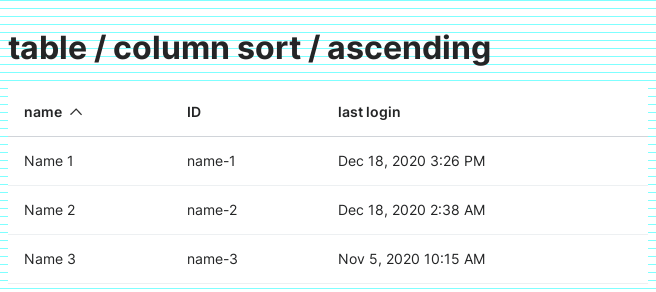 table / column sort / ascending
name ID last login
Name 1 name-1 Dec 18, 2020 3:26 PM
Name 2 name-2 Dec 18, 2020 2:38 AM
Name 3 name-3 Nov 5, 2020 10:15 AM